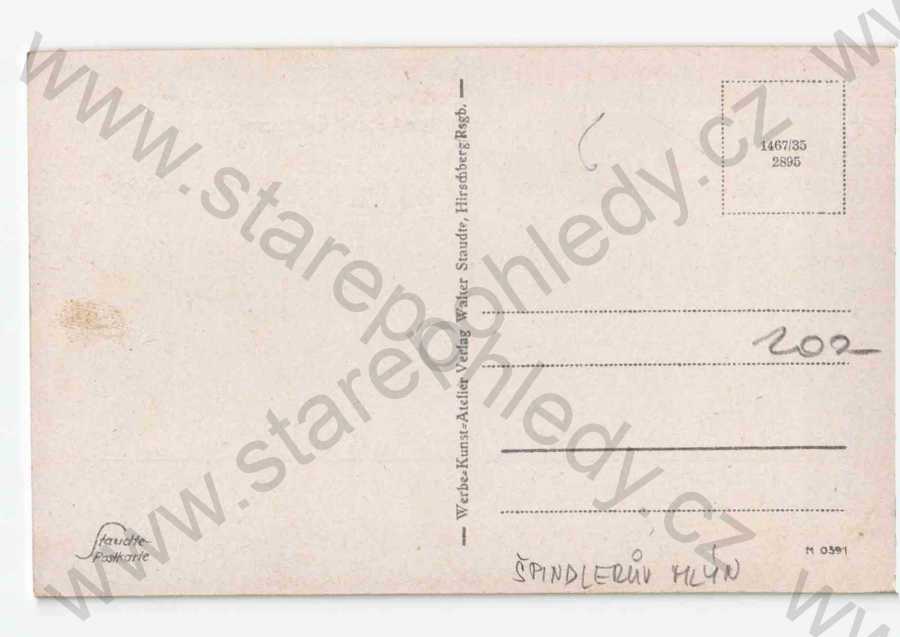 www.starepohledy.cz
www.starepohledy.cz
1467/35
2895
— Werbe=Kunst=Atelier Verlag Walter Staudte, Hirschberg/Rsgb. —
200-
Staudte-
Postkarte
M 0391
ŠPINDLERŮV MLÝN